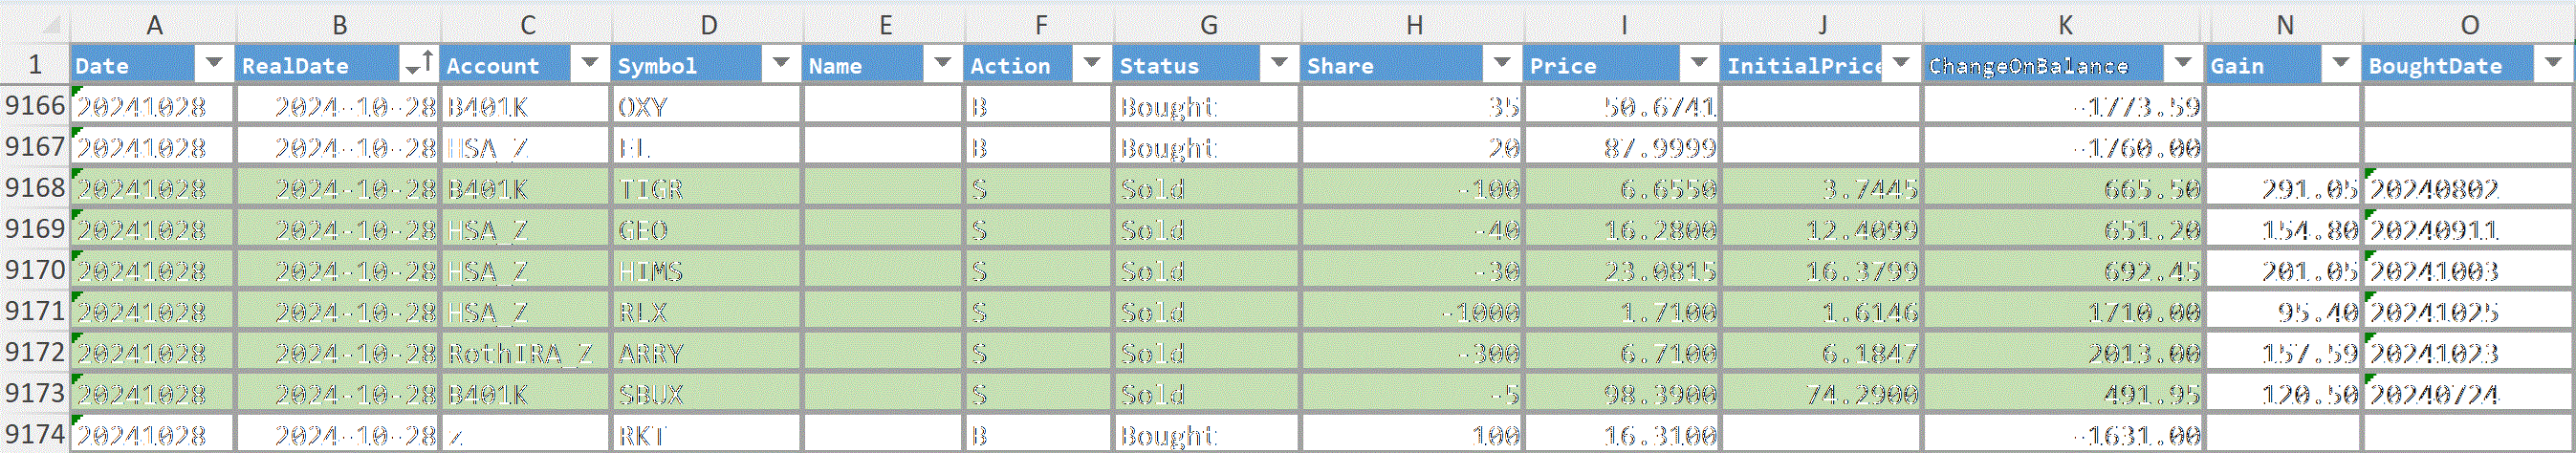 A B C D E F G H I J K N O
1 Date RealDate Account Symbol Name Action Status Share Price InitialPrice ChangeOnBalance Gain BoughtDate
9166 20241028 2024-10-28 B401K OXY B Bought 35 50.6741 -1773.59
9167 20241028 2024-10-28 HSA_Z EL B Bought 20 87.9999 -1760.00
9168 20241028 2024-10-28 B401K TIGR S Sold -100 6.6550 3.7445 665.50 291.05 20240802
9169 20241028 2024-10-28 HSA_Z GEO S Sold -40 16.2800 12.4099 651.20 154.80 20240911
9170 20241028 2024-10-28 HSA_Z HIMS S Sold -30 23.0815 16.3799 692.45 201.05 20241003
9171 20241028 2024-10-28 HSA_Z RLX S Sold -1000 1.7100 1.6146 1710.00 95.40 20241025
9172 20241028 2024-10-28 RothIRA_Z ARRY S Sold -300 6.7100 6.1847 2013.00 157.59 20241023
9173 20241028 2024-10-28 B401K SBUX S Sold -5 98.3900 74.2900 491.95 120.50 20240724
9174 20241028 2024-10-28 z RKT B Bought 100 16.3100 -1631.00